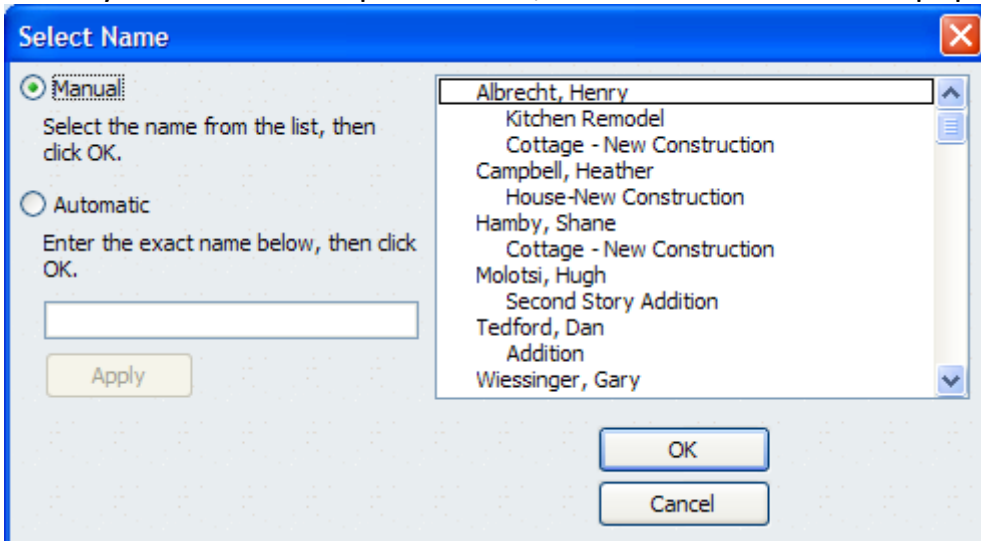 Select Name
Manual
Select the name from the list, then
click OK.
Automatic
Enter the exact name below, then click
OK.
Apply
Albrecht, Henry
Kitchen Remodel
Cottage - New Construction
Campbell, Heather
House-New Construction
Hamby, Shane
Cottage - New Construction
Molotsi, Hugh
Second Story Addition
Tedford, Dan
Addition
Wiessinger, Gary
OK
Cancel